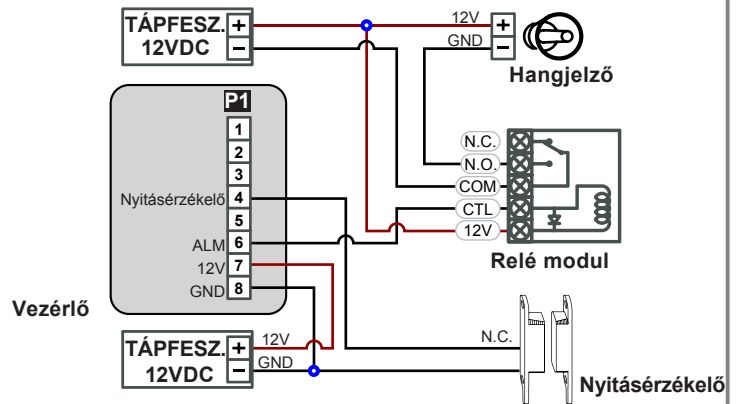 TÁPFESZ. +
12VDC −
12V +
GND −
Hangjelző
P1
1
2
3
Nyitásérzékelő 4
5
ALM 6
12V 7
GND 8
Vezérlő
N.C.
N.O.
COM
CTL
12V
Relé modul
TÁPFESZ. + 12V
12VDC − GND
N.C.
Nyitásérzékelő